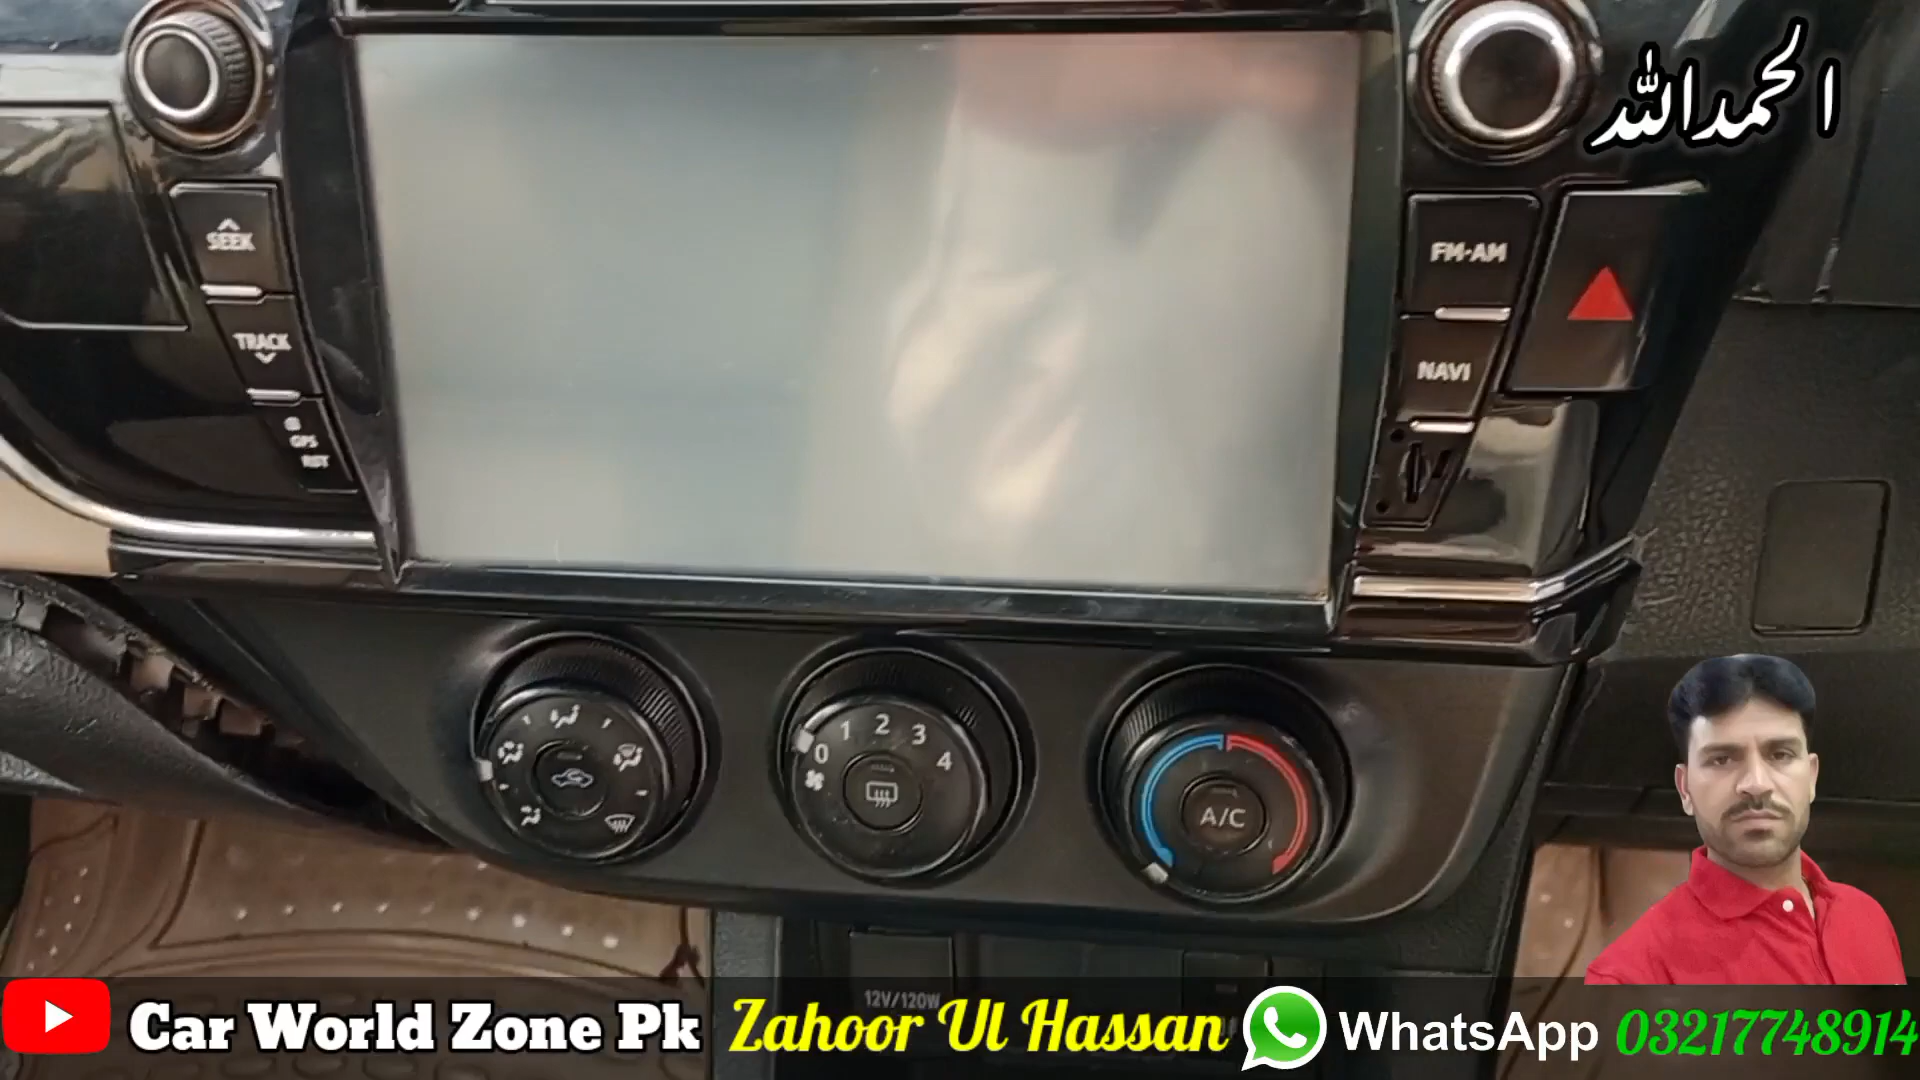 الحمدالله
SEEK
TRACK
GPS
RST
FM·AM
NAVI
0 1 2 3 4
A/C
12V/120W
Car World Zone Pk Zahoor Ul Hassan WhatsApp 03217748914